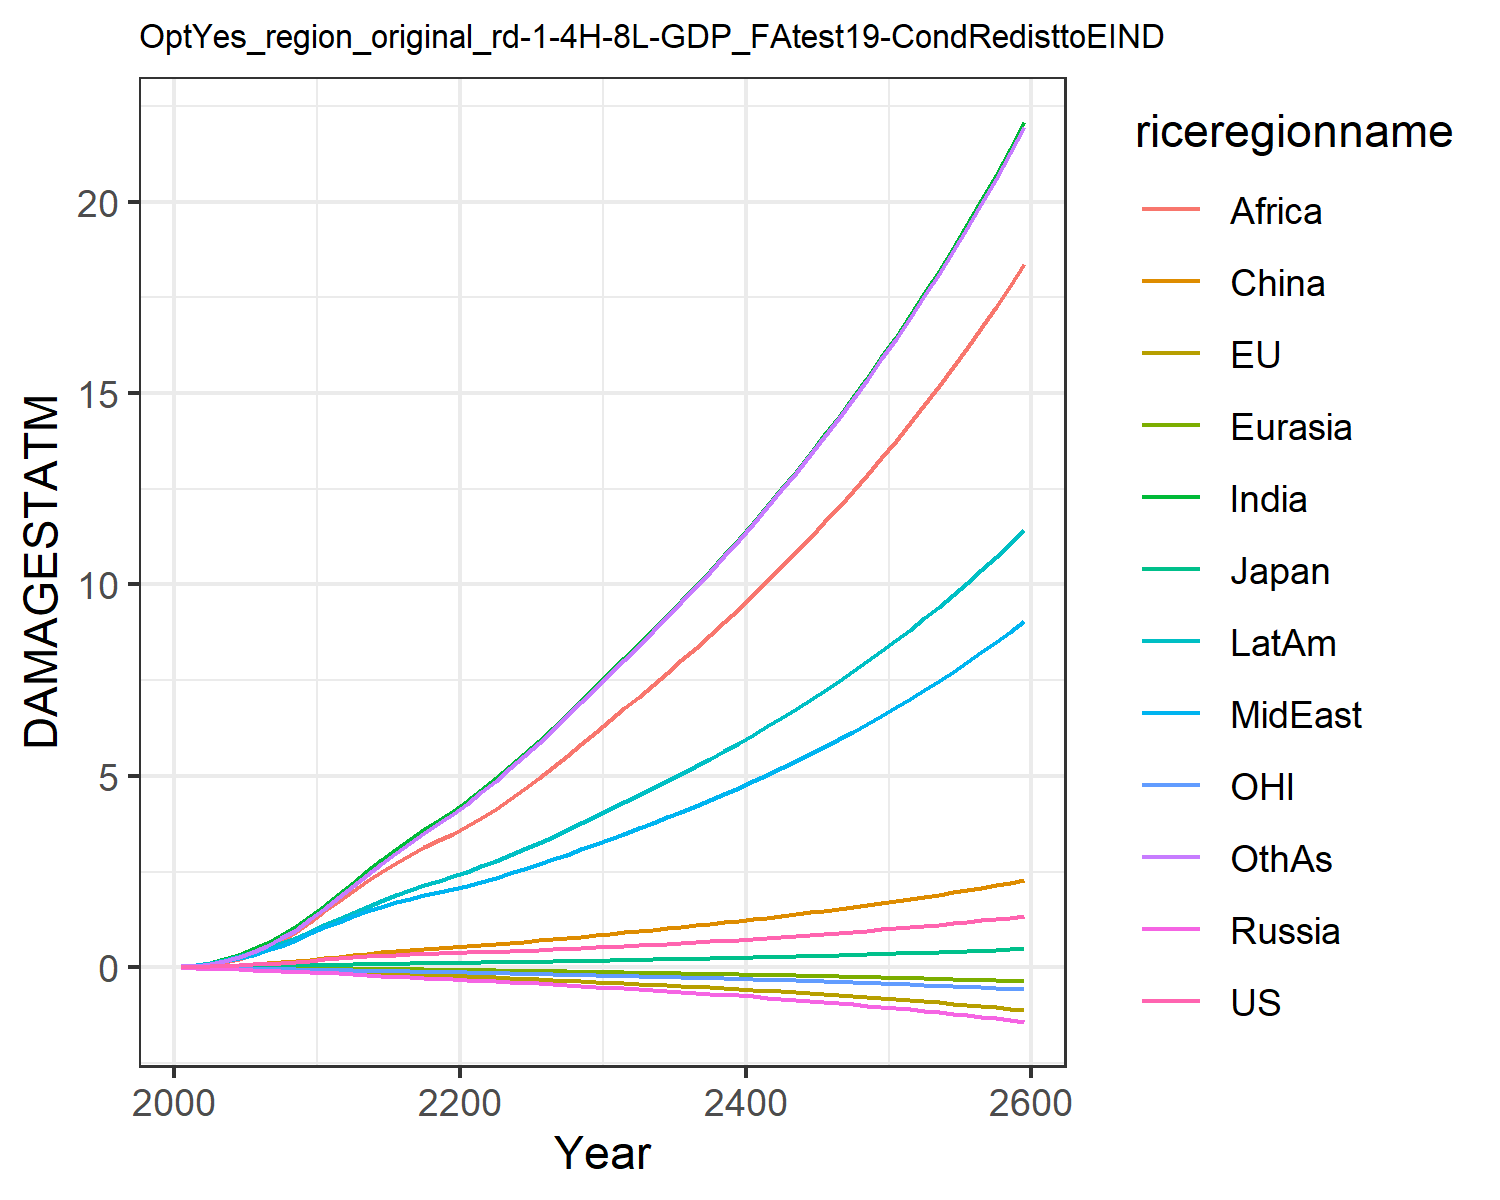 OptYes_region_original_rd-1-4H-8L-GDP_FAtest19-CondRedisttoEIND
DAMAGESTATM
20
15
10
5
0
2000
2200
2400
2600
Year
riceregionname
Africa
China
EU
Eurasia
India
Japan
LatAm
MidEast
OHI
OthAs
Russia
US